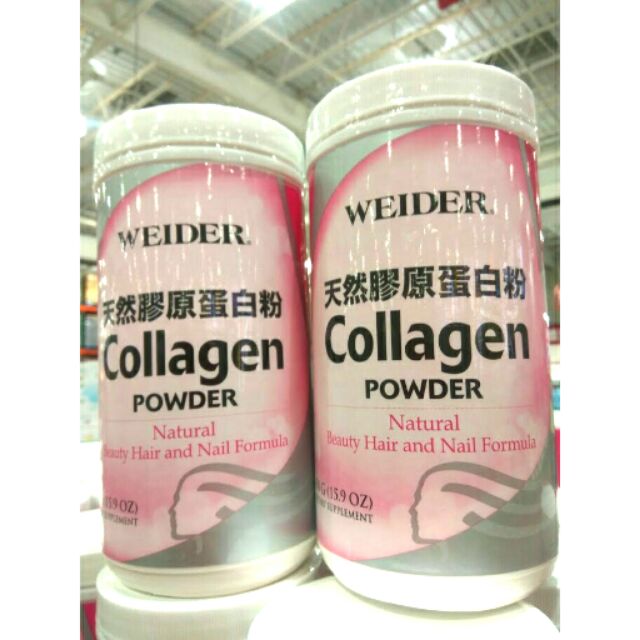 WEIDER®
天然膠原蛋白粉
Collagen
POWDER
Natural
Beauty Hair and Nail Formula
(15.9 OZ)
SUPPLEMENT
WEIDER®
天然膠原蛋白粉
Collagen
POWDER
Natural
Beauty Hair and Nail Formula
G (15.9 OZ)
SUPPLEMENT